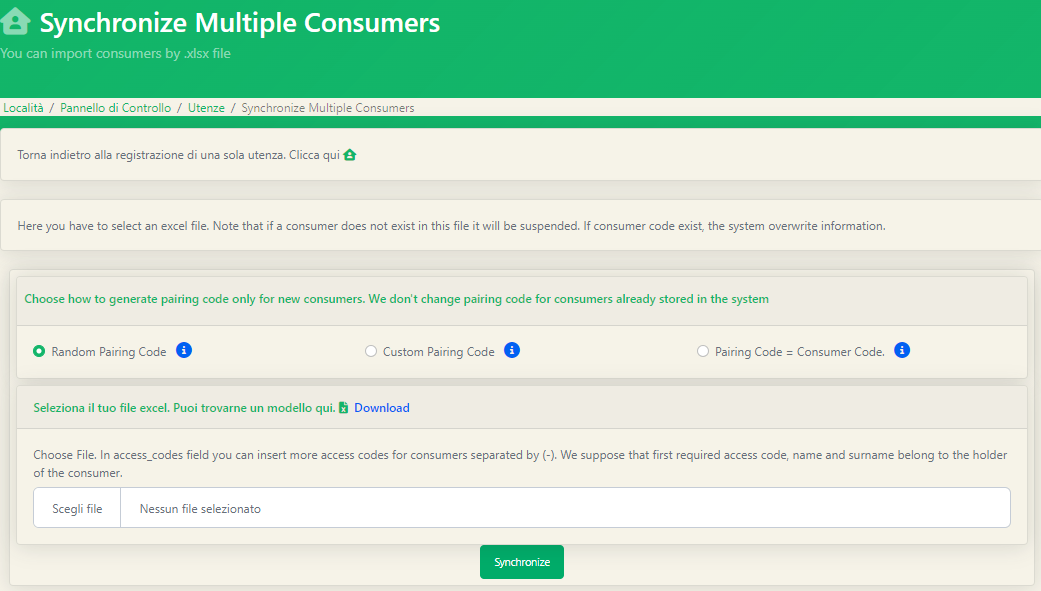 Synchronize Multiple Consumers
You can import consumers by .xlsx file
Località / Pannello di Controllo / Utenze / Synchronize Multiple Consumers
Torna indietro alla registrazione di una sola utenza. Clicca qui
Here you have to select an excel file. Note that if a consumer does not exist in this file it will be suspended. If consumer code exist, the system overwrite information.
Choose how to generate pairing code only for new consumers. We don't change pairing code for consumers already stored in the system
Random Pairing Code Custom Pairing Code Pairing Code = Consumer Code.
Seleziona il tuo file excel. Puoi trovarne un modello qui. Download
Choose File. In access_codes field you can insert more access codes for consumers separated by (-). We suppose that first required access code, name and surname belong to the holder
of the consumer.
Scegli file Nessun file selezionato
Synchronize